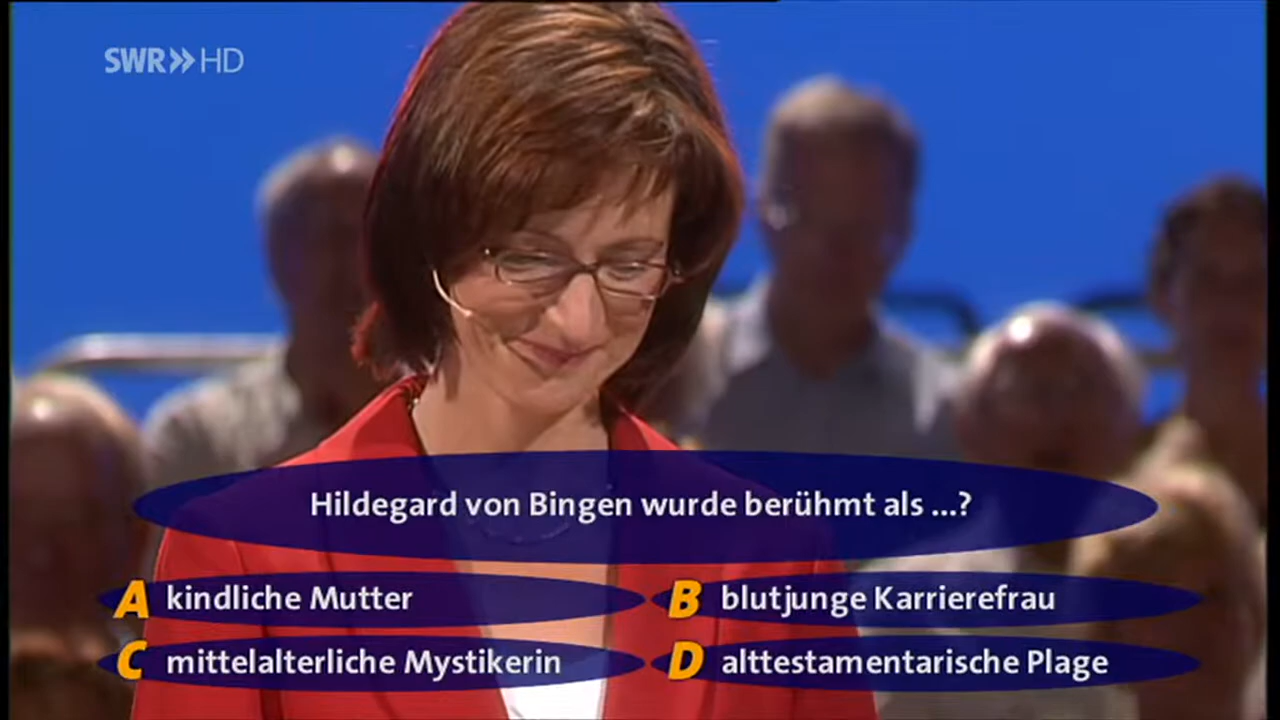 SWR» HD
Hildegard von Bingen wurde berühmt als ...?
A kindliche Mutter
B blutjunge Karrierefrau
C mittelalterliche Mystikerin
D alttestamentarische Plage